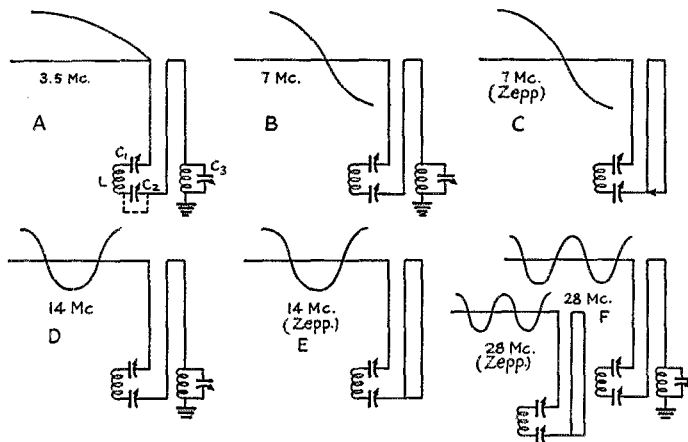 3.5 Mc.
A
C1
L
C2
C3
7 Mc.
B
7 Mc.
(Zepp)
C
14 Mc
D
14 Mc.
(Zepp.)
E
28 Mc.
F
28 Mc.
(Zepp.)